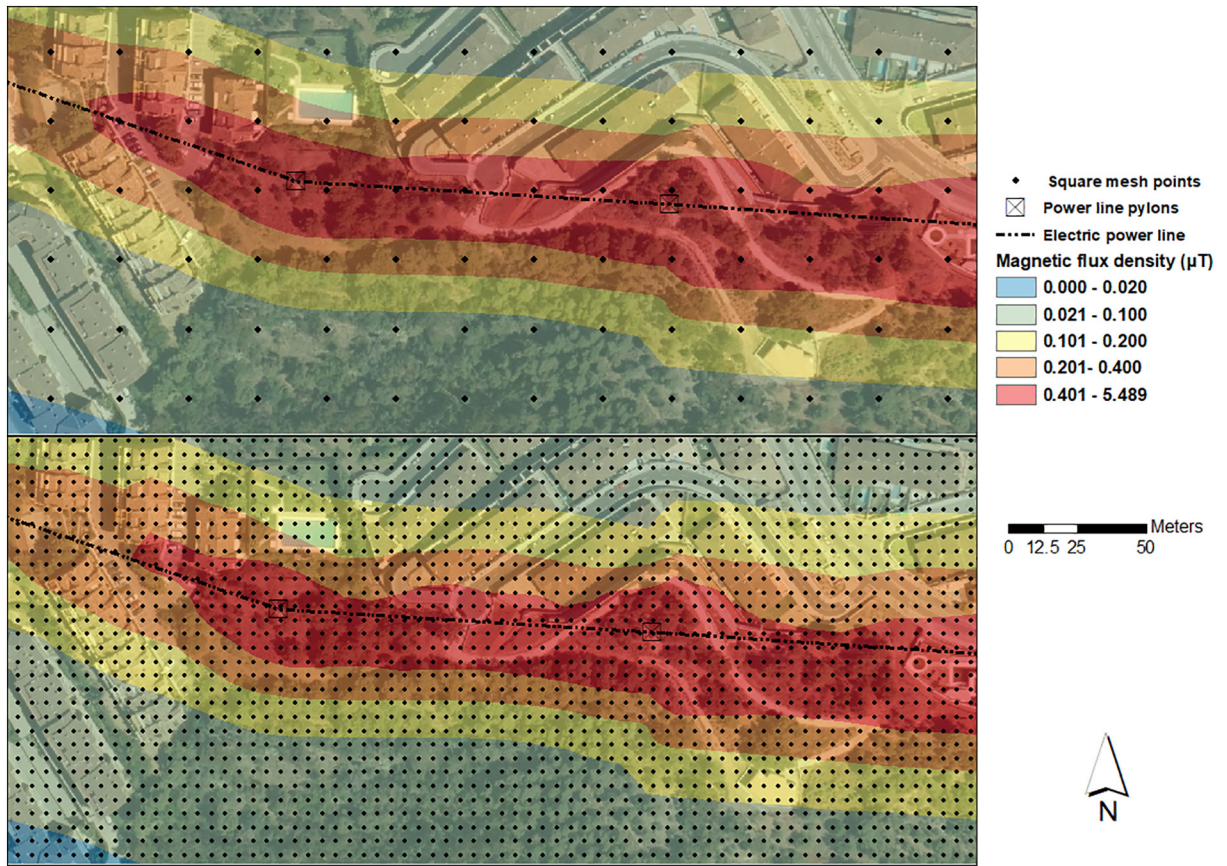 Square mesh points
Power line pylons
Electric power line
Magnetic flux density (µT)
0.000 - 0.020
0.021 - 0.100
0.101 - 0.200
0.201- 0.400
0.401 - 5.489
Meters
0 12.5 25 50
N